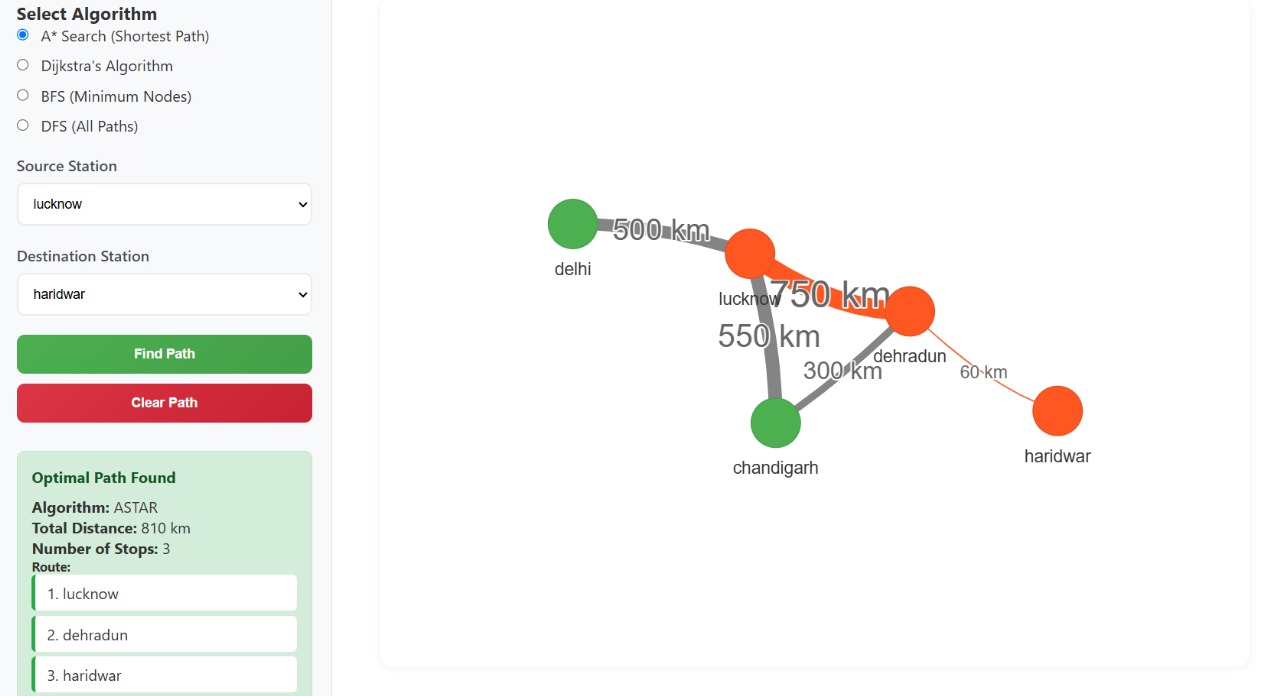 Select Algorithm
A* Search (Shortest Path)
Dijkstra's Algorithm
BFS (Minimum Nodes)
DFS (All Paths)
Source Station
lucknow
Destination Station
haridwar
Find Path
Clear Path
Optimal Path Found
Algorithm: ASTAR
Total Distance: 810 km
Number of Stops: 3
Route:
1. lucknow
2. dehradun
3. haridwar
500 km
delhi
lucknow
750 km
550 km
dehradun
300 km
60 km
chandigarh
haridwar